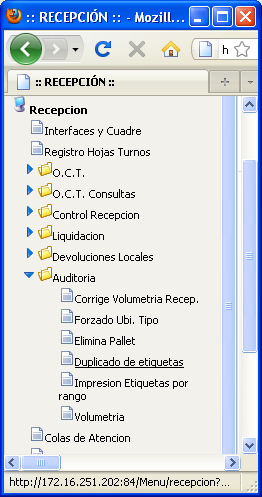 :: RECEPCIÓN :: - Mozill...
h
:: RECEPCIÓN ::
Recepcion
Interfaces y Cuadre
Registro Hojas Turnos
O.C.T.
O.C.T. Consultas
Control Recepcion
Liquidacion
Devoluciones Locales
Auditoria
Corrige Volumetria Recep.
Forzado Ubi. Tipo
Elimina Pallet
Duplicado de etiquetas
Impresion Etiquetas por
rango
Volumetria
Colas de Atencion
http://172.16.251.202:84/Menu/recepcion?...